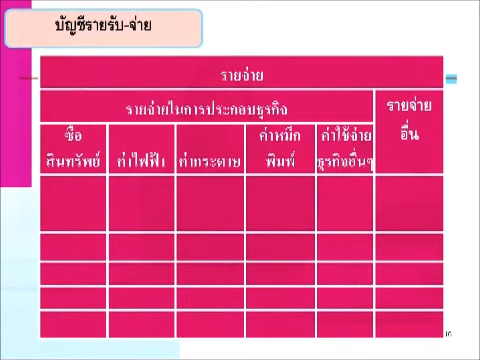 บัญชีรายรับ-จ่าย
รายจ่าย
รายจ่ายในการประกอบธุรกิจ
รายจ่าย
อื่น
ซื้อ
สินทรัพย์
ค่าไฟฟ้า
ค่ากระดาษ
ค่าหมึก
พิมพ์
ค่าใช้จ่าย
ธุรกิจอื่นๆ